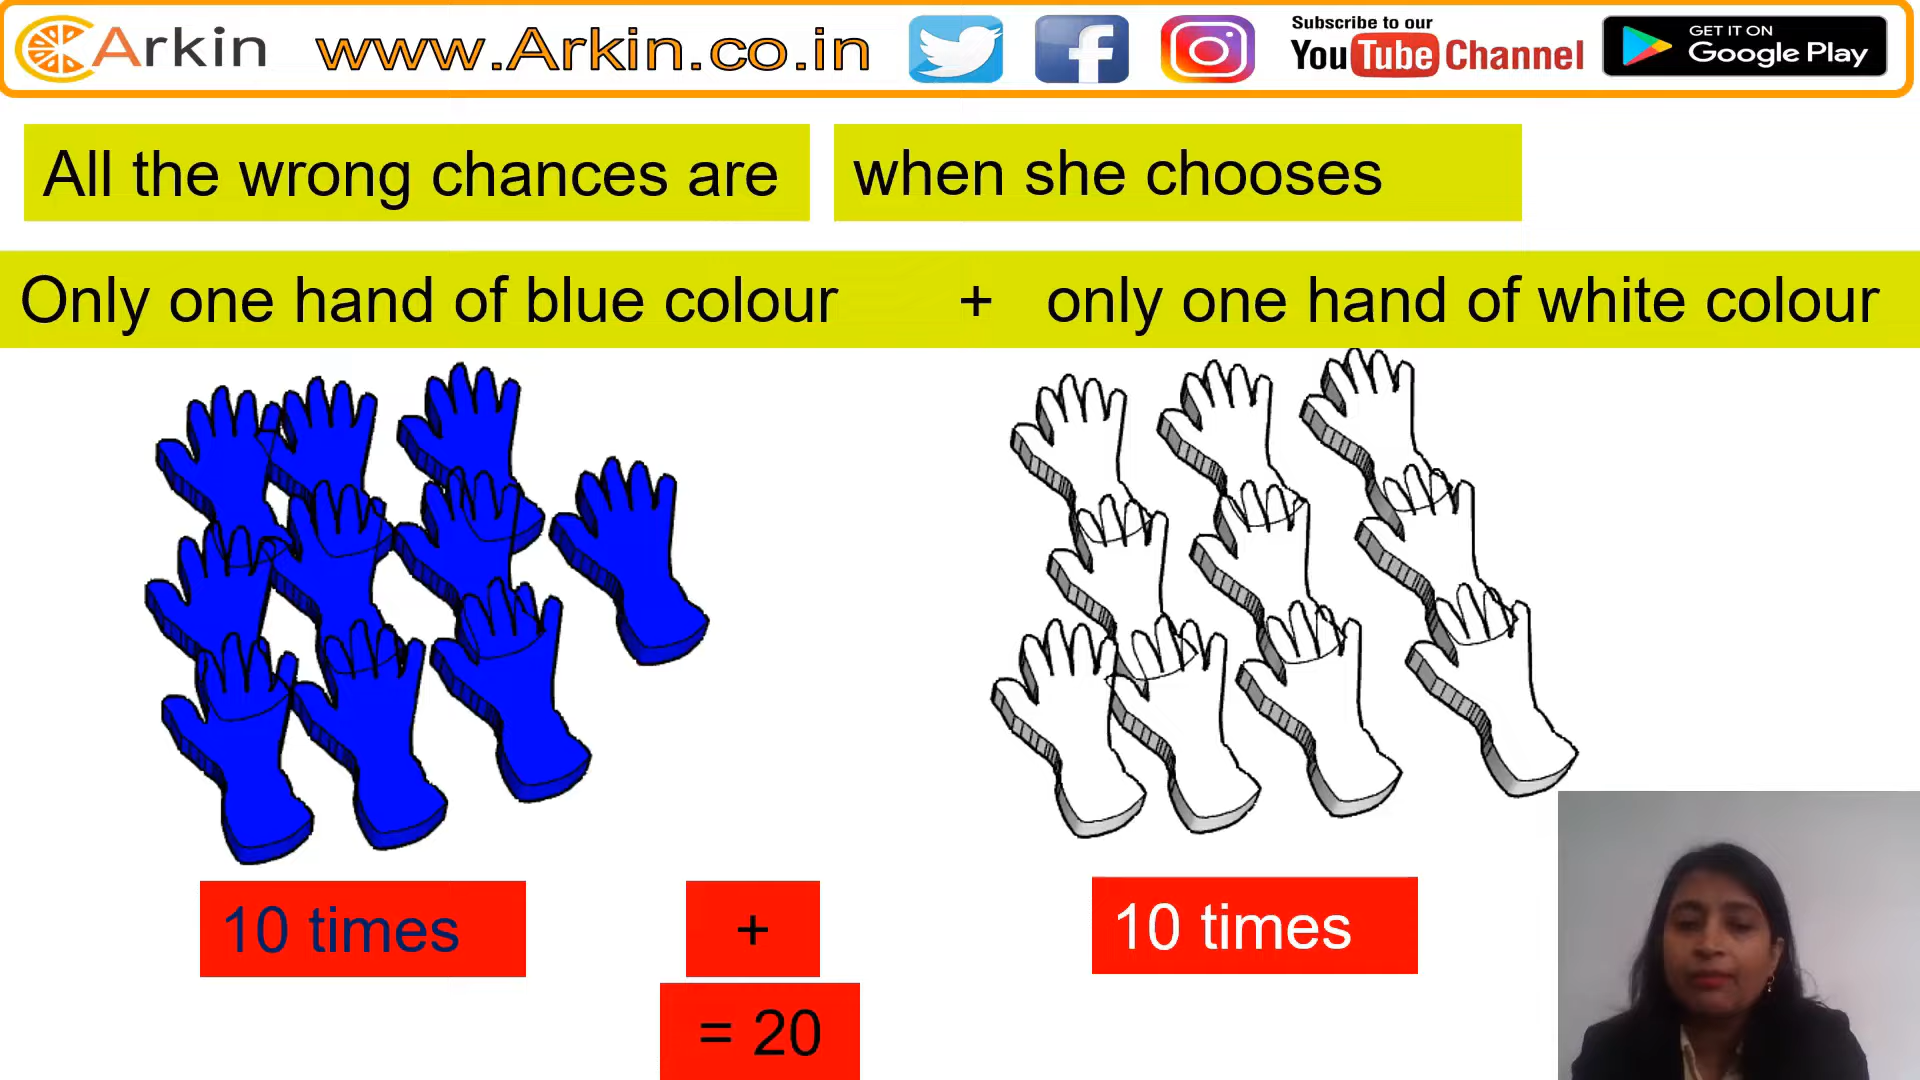 Arkin
www.Arkin.co.in
Subscribe to our
YouTube Channel
GET IT ON
Google Play
All the wrong chances are
when she chooses
Only one hand of blue colour + only one hand of white colour
10 times
+
10 times
= 20